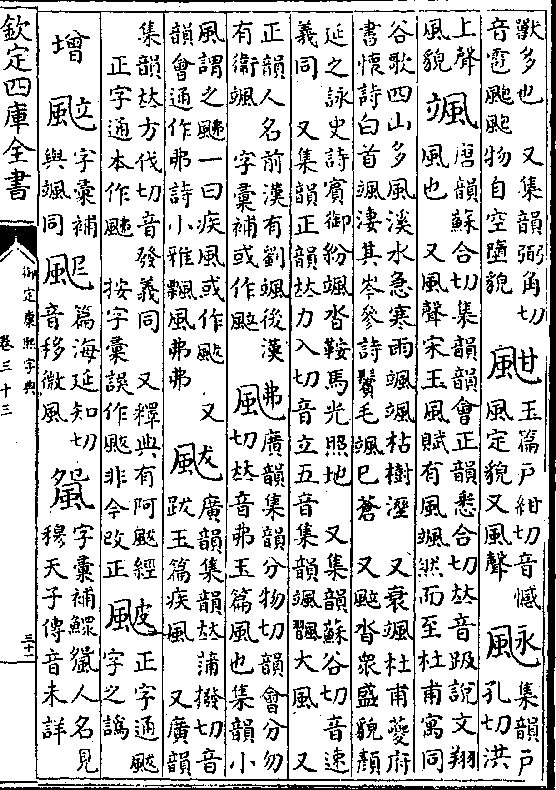 獸多也　又集韻弼角切　䫲玉篇戸紺切音憾　䬝集韻戸
音雹颮颮物自空墮貌　風定貌又風聲　孔切洪
上聲　颯唐韻蘇合切集韻韻會正韻悉合切𠀤音趿說文翔
風貌　風也　又風聲宋玉風賦有風颯然而至杜甫寓同
谷歌四山多風溪水急寒雨颯颯枯樹溼　又衰颯杜甫夔府
書懷詩白首颯淒其岑參詩鬢毛颯已蒼　又颯沓衆盛貌顏
延之詠史詩賓御紛颯沓鞍馬光照地　又集韻蘇谷切音速
義同　又集韻正韻𠀤力入切音立五音集韻颯颯大風　又
正韻人名前漢有劉颯後漢　䬍廣韻集韻分物切韻會分勿
有衛颯　字彙補或作䬃　切𠀤音弗玉篇風也集韻小
風謂之䬍一曰疾風或作颰　又　颰廣韻集韻𠀤蒲撥切音
韻會通作弗詩小雅飄風弗弗　跋玉篇疾風　又廣韻
集韻𠀤方伐切音發義同　又釋典有阿颰經　正字通颰
正字通本作颰　按字彙誤作颰非今改正　字之譌
增　䬃字彙補　篇海延知切　字彙補鰥人名見
與颯同　音移微風　穆天子傳音未詳
欽定四庫全書
御定康熙字典
卷三十三
三十一